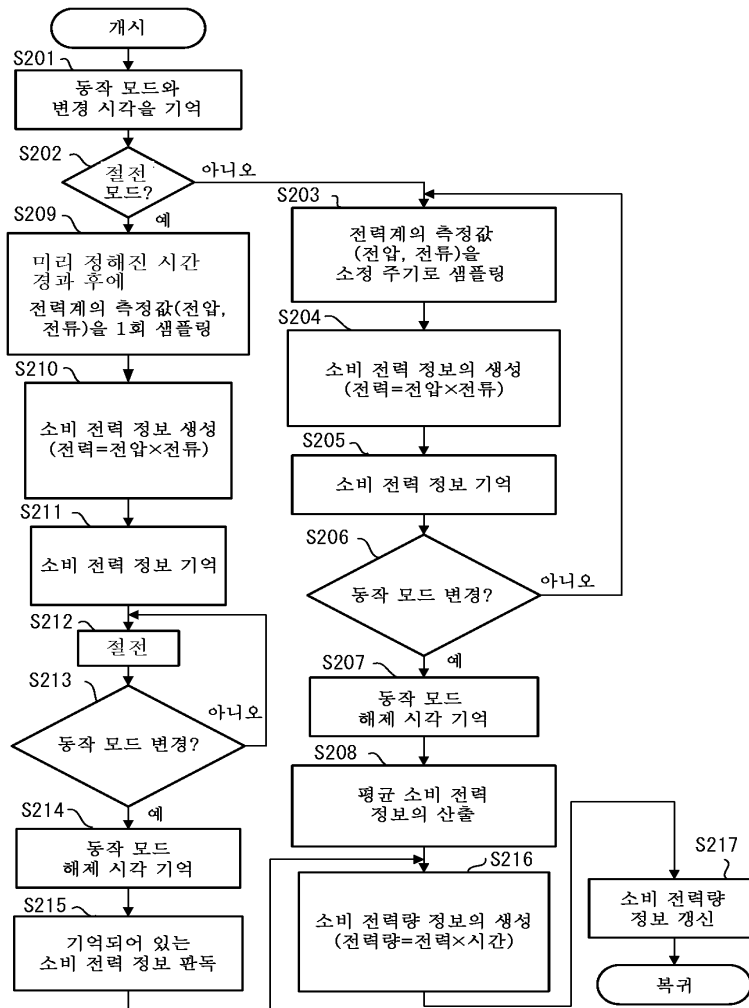 개시
S201
동작 모드와
변경 시각을 기억
S202
절전
모드?
아니오
예
S209
미리 정해진 시간
경과 후에
전력계의 측정값(전압,
전류)을 1회 샘플링
S210
소비 전력 정보 생성
(전력=전압×전류)
S211
소비 전력 정보 기억
S212
절전
S213
동작 모드 변경?
아니오
예
S214
동작 모드
해제 시각 기억
S215
기억되어 있는
소비 전력 정보 판독
S203
전력계의 측정값
(전압, 전류)을
소정 주기로 샘플링
S204
소비 전력 정보의 생성
(전력=전압×전류)
S205
소비 전력 정보 기억
S206
동작 모드 변경?
아니오
예
S207
동작 모드
해제 시각 기억
S208
평균 소비 전력
정보의 산출
S216
소비 전력량 정보의 생성
(전력량=전력×시간)
S217
소비 전력량
정보 갱신
복귀